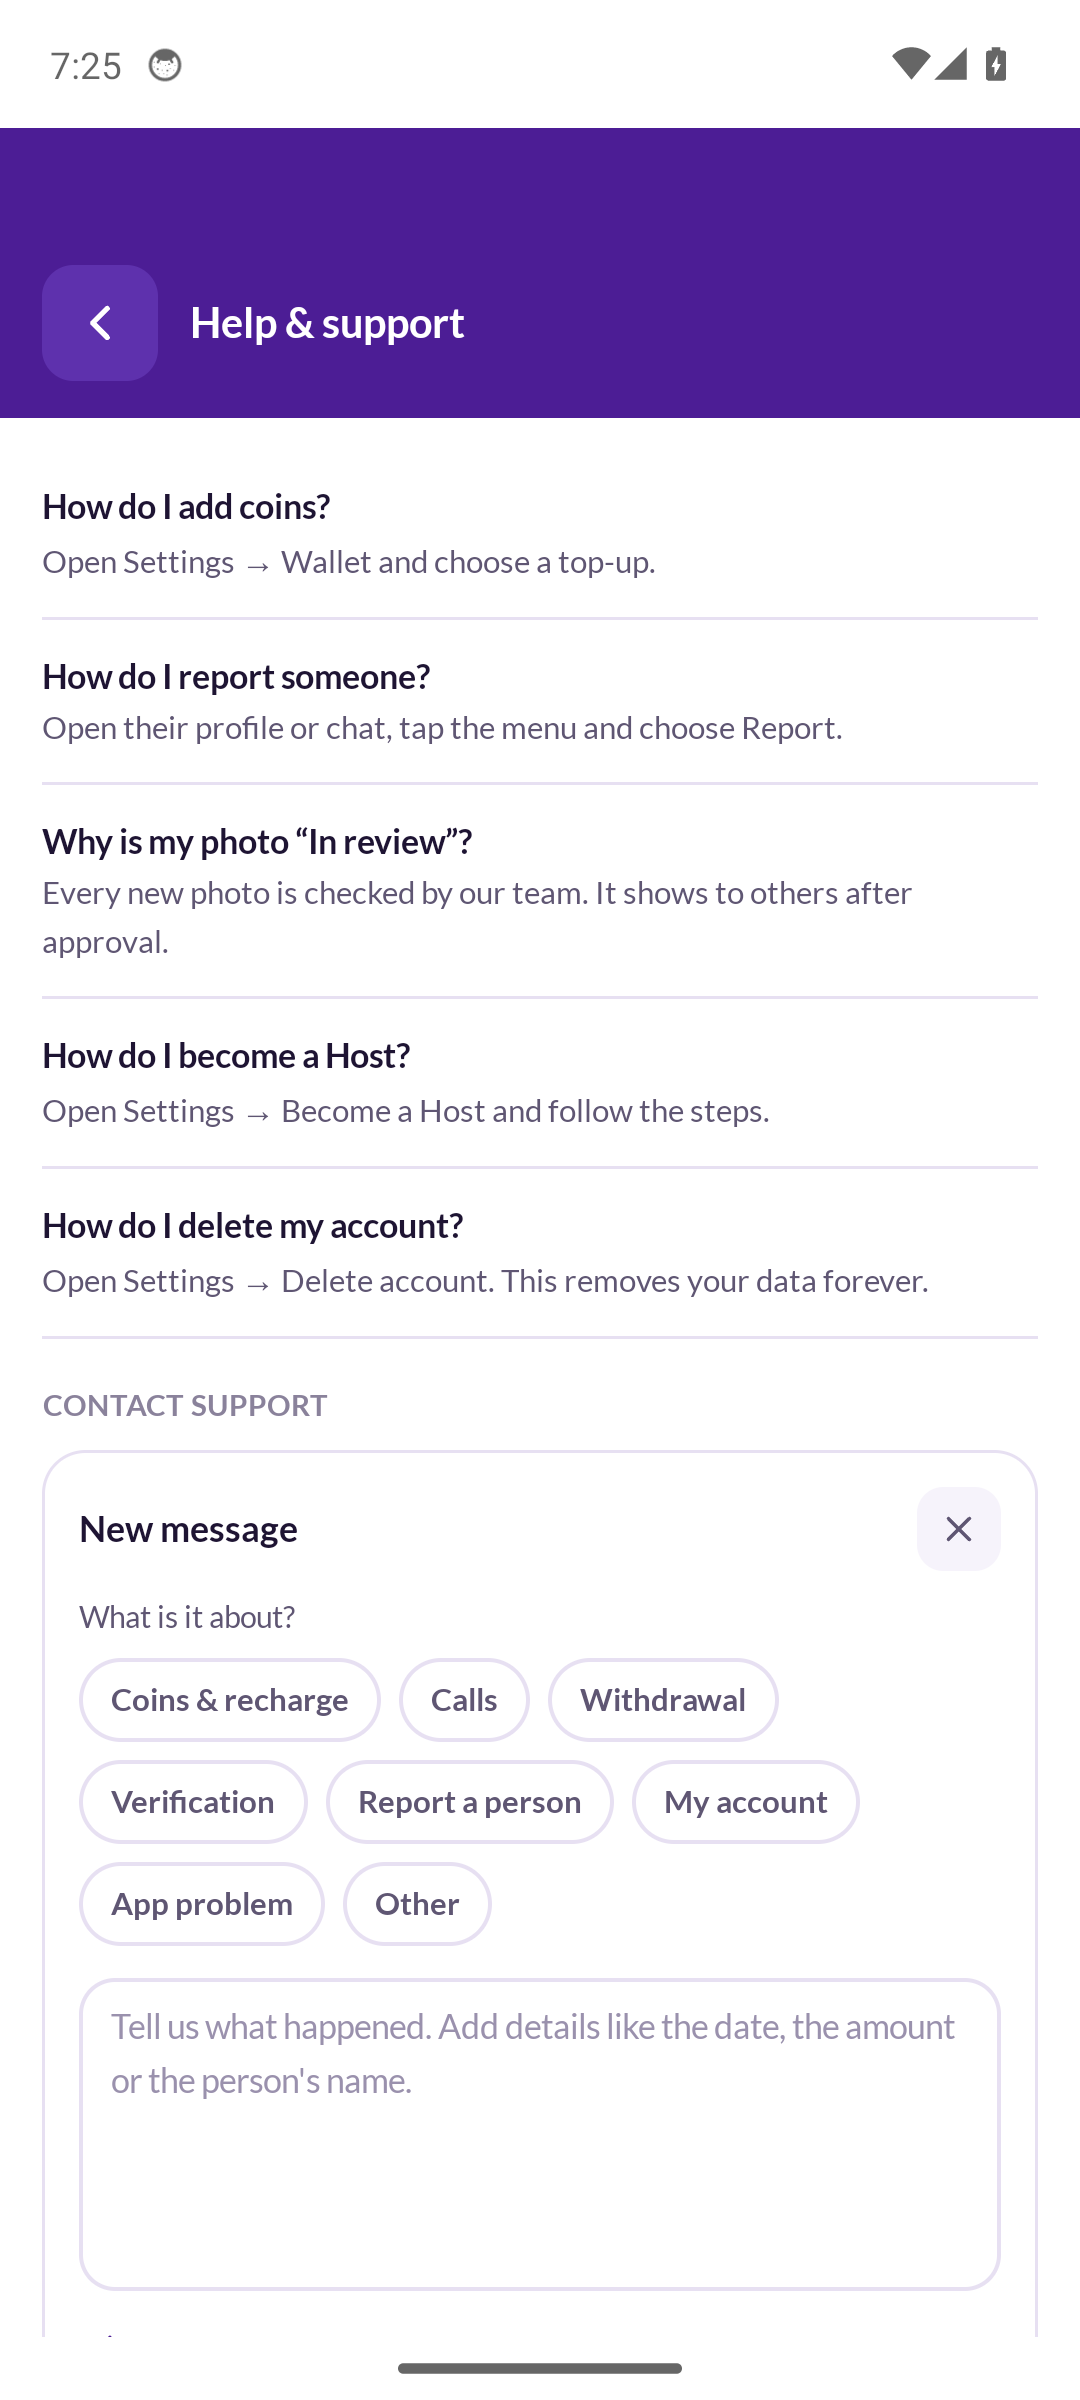 7:25
Help & support
How do I add coins?
Open Settings → Wallet and choose a top-up.
How do I report someone?
Open their profile or chat, tap the menu and choose Report.
Why is my photo “In review”?
Every new photo is checked by our team. It shows to others after
approval.
How do I become a Host?
Open Settings → Become a Host and follow the steps.
How do I delete my account?
Open Settings → Delete account. This removes your data forever.
CONTACT SUPPORT
New message
What is it about?
Coins & recharge
Calls
Withdrawal
Verification
Report a person
My account
App problem
Other
Tell us what happened. Add details like the date, the amount
or the person's name.